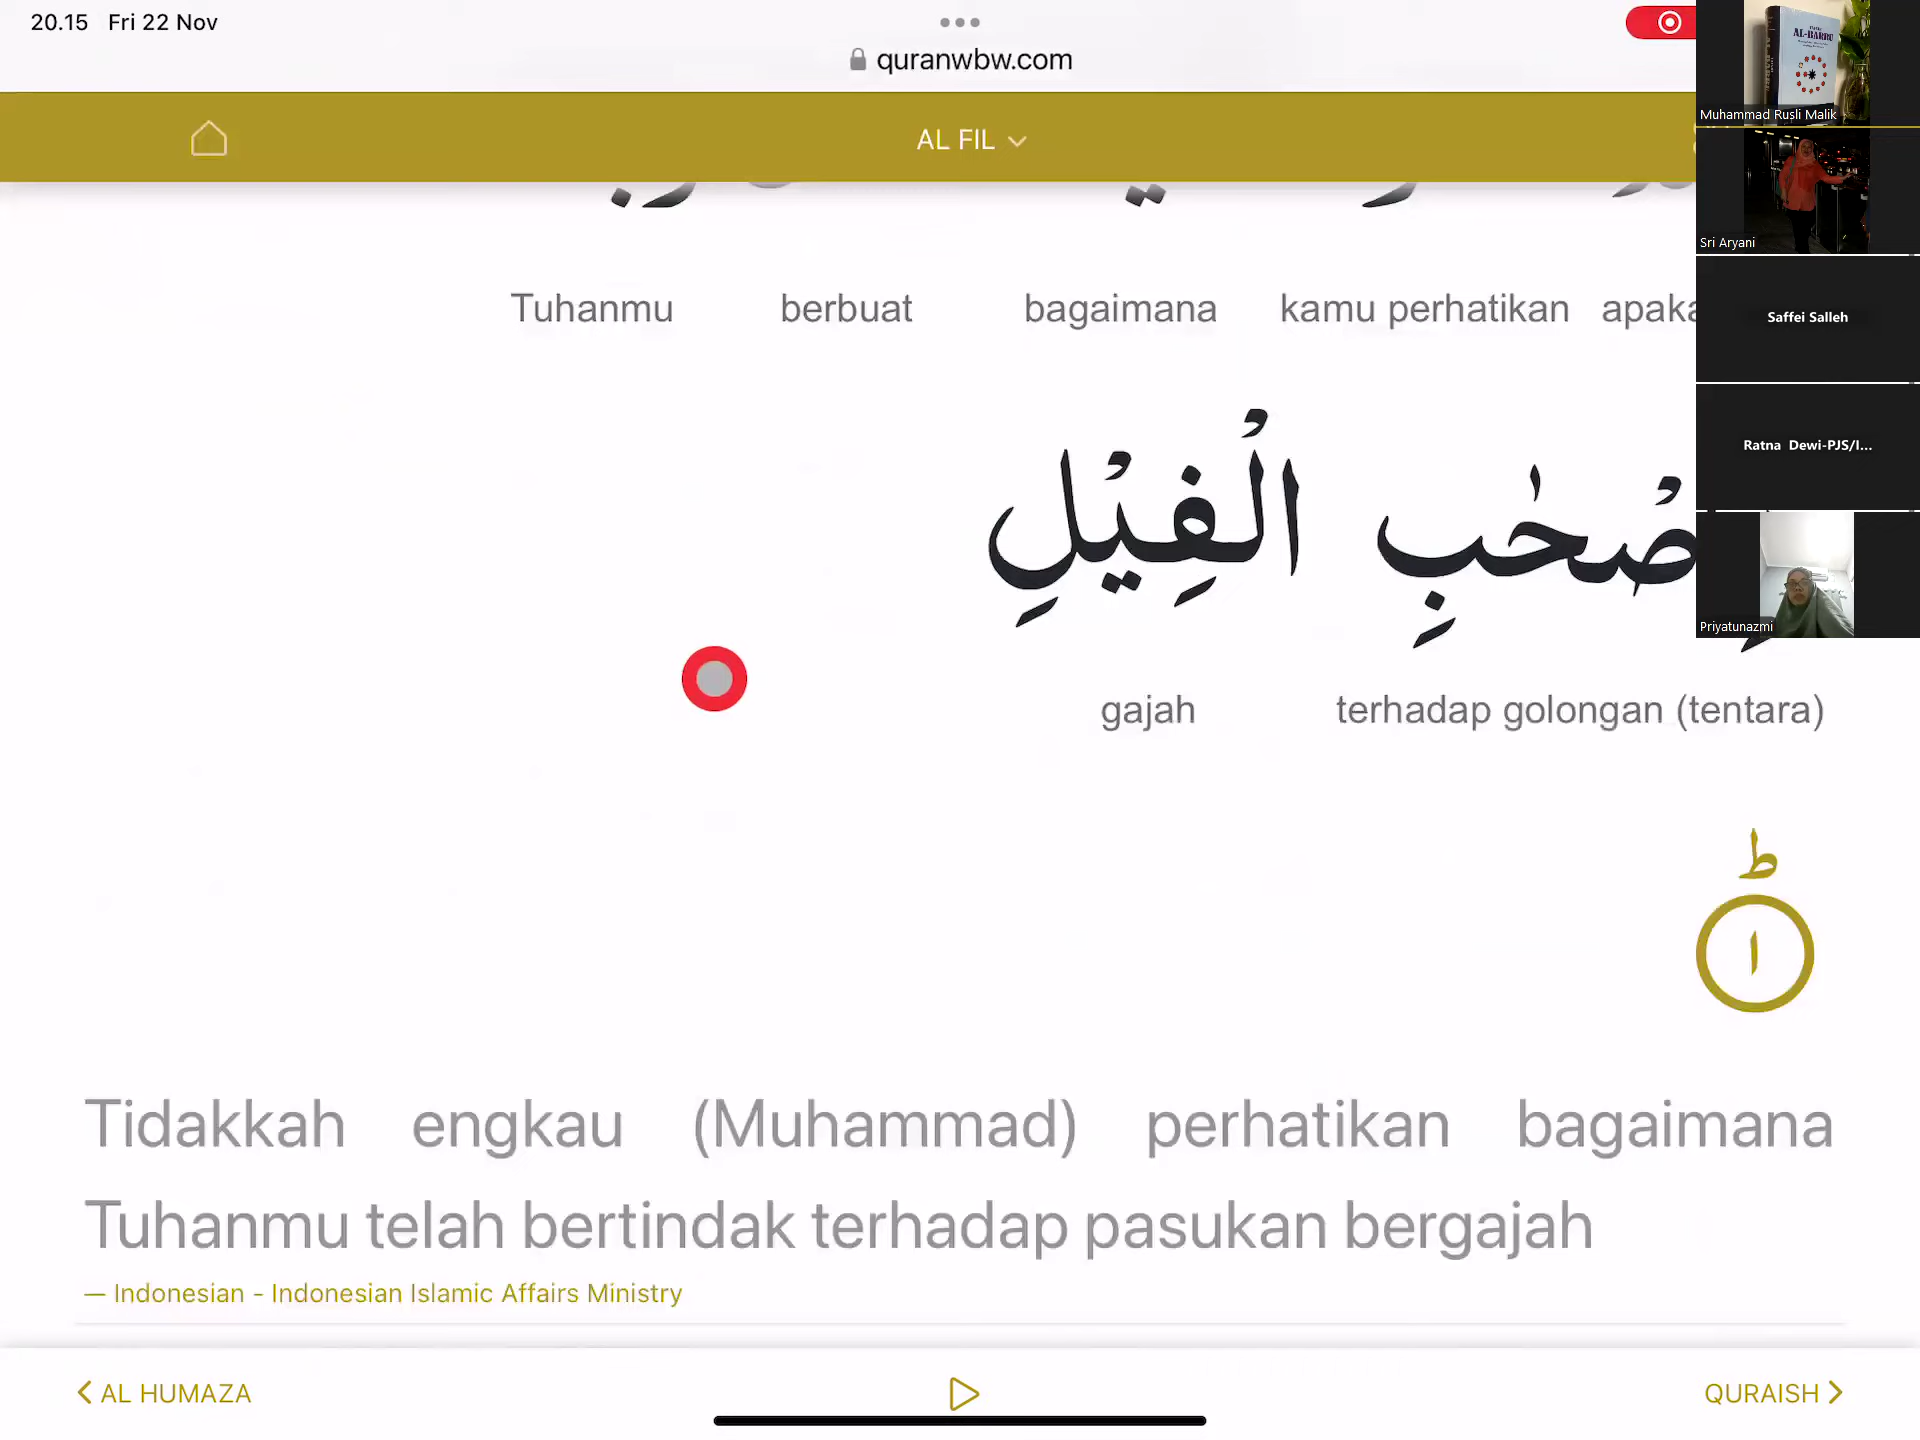 20.15 Fri 22 Nov
quranwbw.com
AL FIL
Tuhanmu berbuat bagaimana kamu perhatikan
الْفِيْلِ
gajah terhadap golongan (tentara)
ط
١
Tidakkah engkau (Muhammad) perhatikan bagaimana
Tuhanmu telah bertindak terhadap pasukan bergajah
— Indonesian - Indonesian Islamic Affairs Ministry
AL HUMAZA
QURAISH
AL-BARRU
Muhammad Rusli Malik
Sri Aryani
Saffei Salleh
Ratna Dewi-PJS/I...
Priyatunazmi